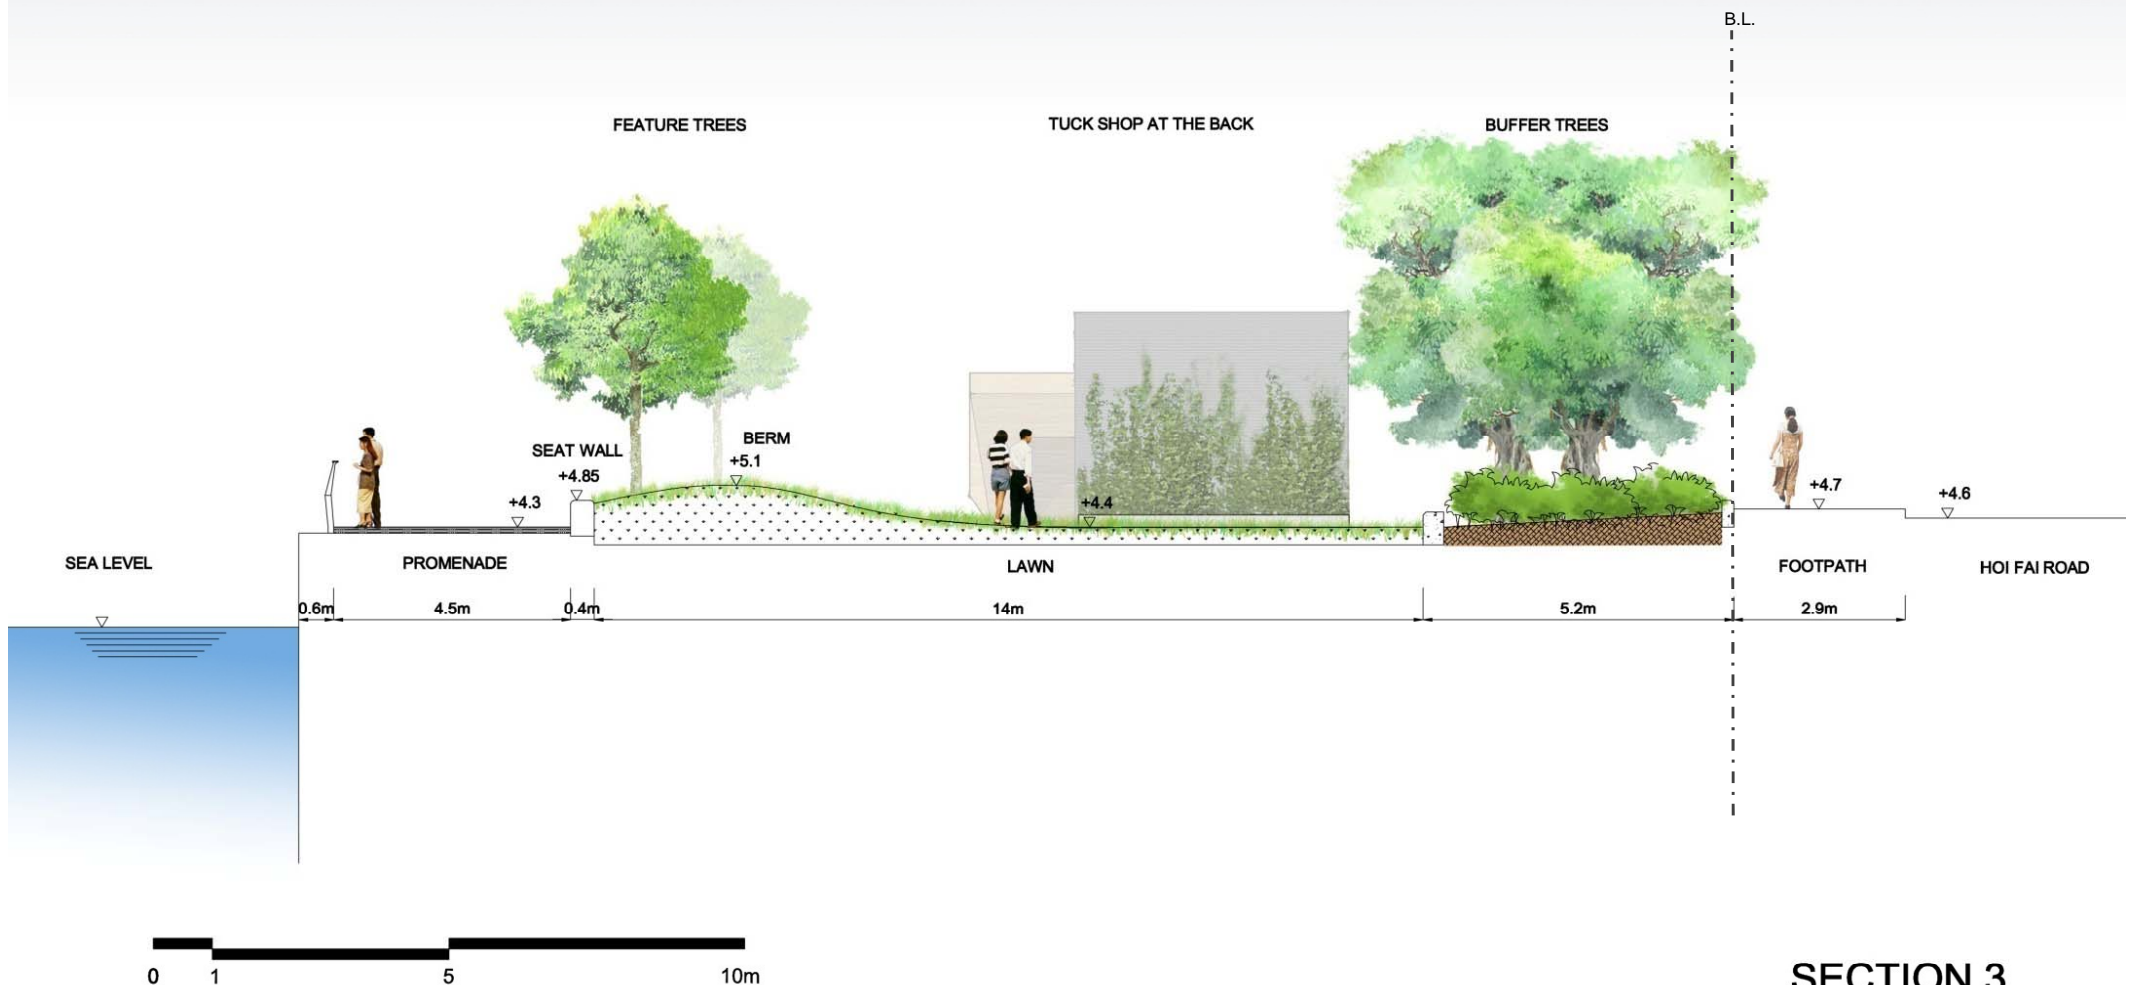 B.L.
FEATURE TREES
TUCK SHOP AT THE BACK
BUFFER TREES
SEAT WALL
BERM
+4.85
+5.1
+4.3
+4.4
+4.7
+4.6
SEA LEVEL
PROMENADE
LAWN
FOOTPATH
HOI FAI ROAD
0.6m
4.5m
0.4m
14m
5.2m
2.9m
0 1 5 10m
SECTION 3